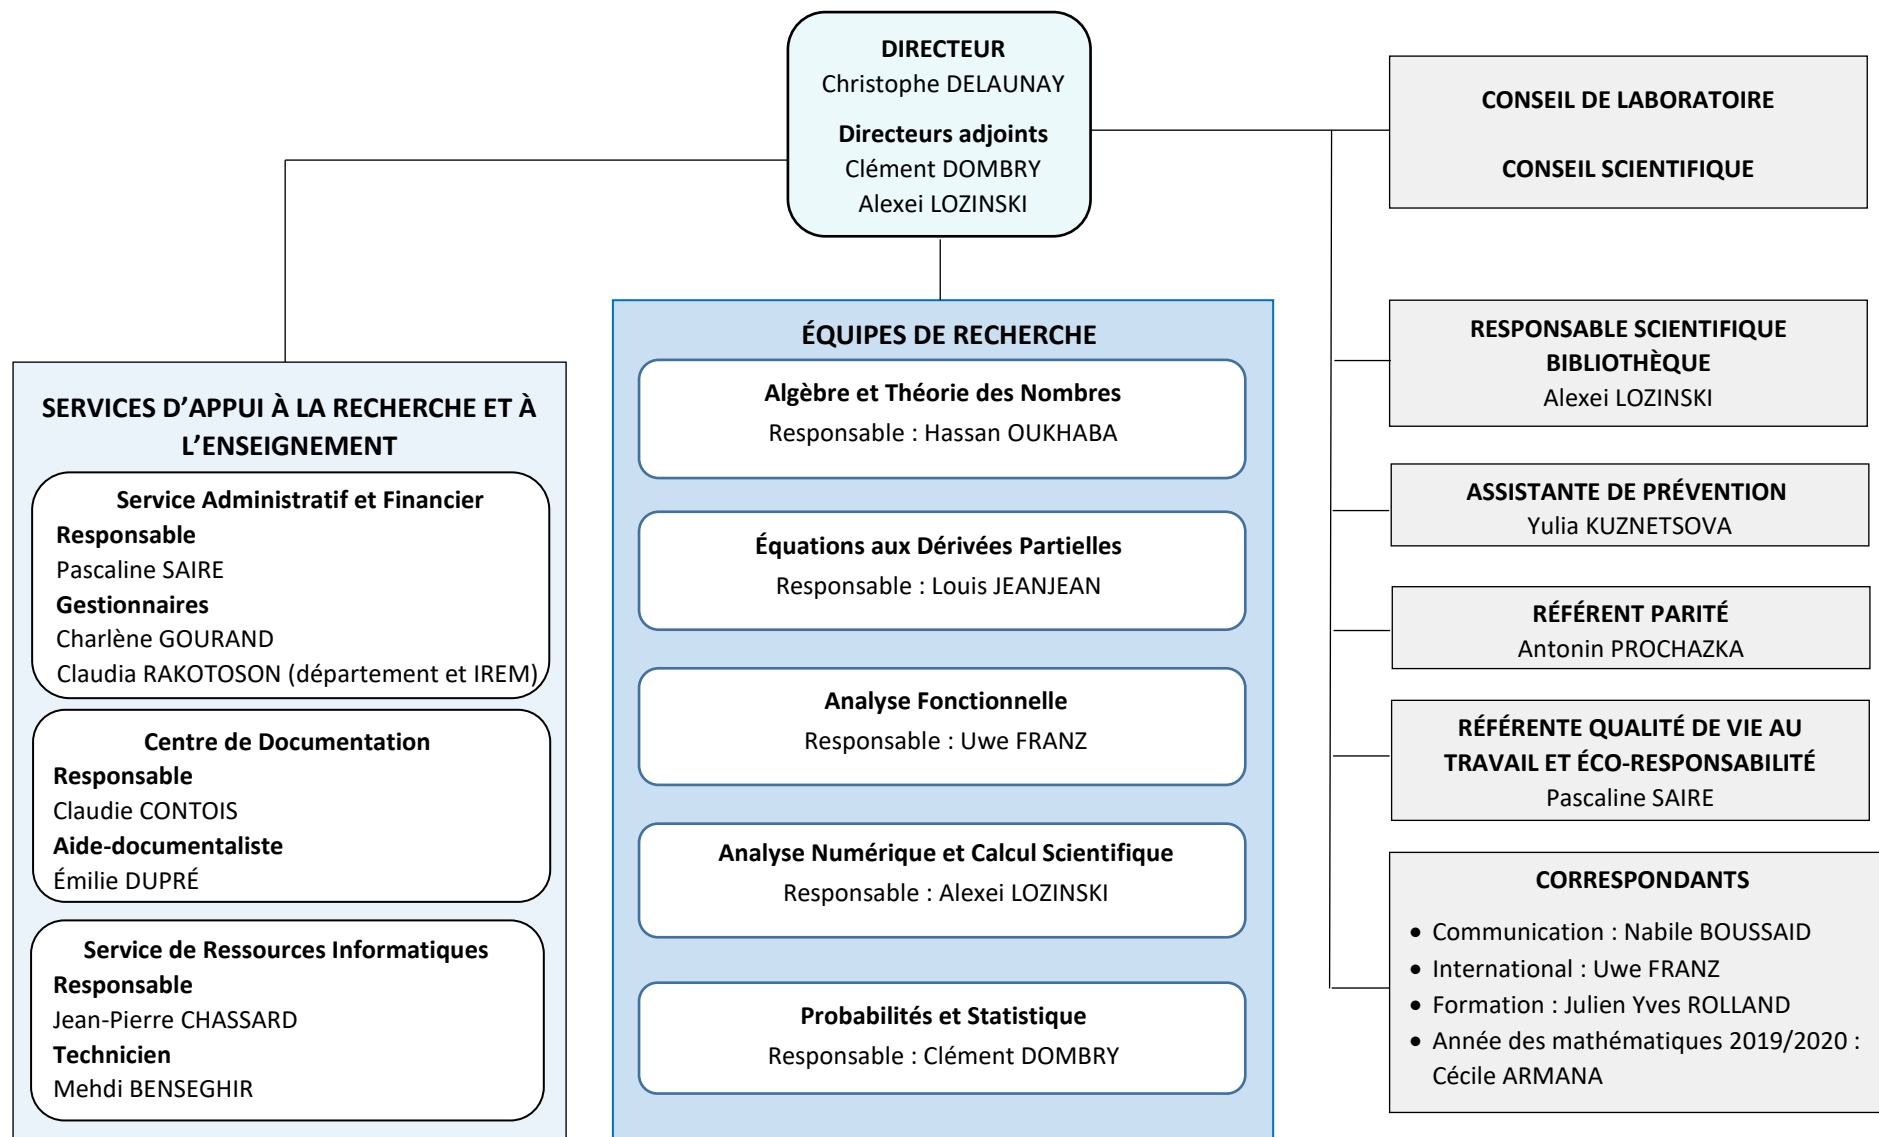 DIRECTEUR
Christophe DELAUNAY
Directeurs adjoints
Clément DOMBRY
Alexei LOZINSKI
CONSEIL DE LABORATOIRE
CONSEIL SCIENTIFIQUE
SERVICES D’APPUI À LA RECHERCHE ET À
L’ENSEIGNEMENT
Service Administratif et Financier
Responsable
Pascaline SAIRE
Gestionnaires
Charlène GOURAND
Claudia RAKOTOSON (département et IREM)
Centre de Documentation
Responsable
Claudie CONTOIS
Aide-documentaliste
Émilie DUPRÉ
Service de Ressources Informatiques
Responsable
Jean-Pierre CHASSARD
Technicien
Mehdi BENSEGHIR
ÉQUIPES DE RECHERCHE
Algèbre et Théorie des Nombres
Responsable : Hassan OUKHABA
Équations aux Dérivées Partielles
Responsable : Louis JEANJEAN
Analyse Fonctionnelle
Responsable : Uwe FRANZ
Analyse Numérique et Calcul Scientifique
Responsable : Alexei LOZINSKI
Probabilités et Statistique
Responsable : Clément DOMBRY
RESPONSABLE SCIENTIFIQUE
BIBLIOTHÈQUE
Alexei LOZINSKI
ASSISTANTE DE PRÉVENTION
Yulia KUZNETSOVA
RÉFÉRENT PARITÉ
Antonin PROCHAZKA
RÉFÉRENTE QUALITÉ DE VIE AU
TRAVAIL ET ÉCO-RESPONSABILITÉ
Pascaline SAIRE
CORRESPONDANTS
• Communication : Nabile BOUSSAID
• International : Uwe FRANZ
• Formation : Julien Yves ROLLAND
• Année des mathématiques 2019/2020 :
Cécile ARMANA